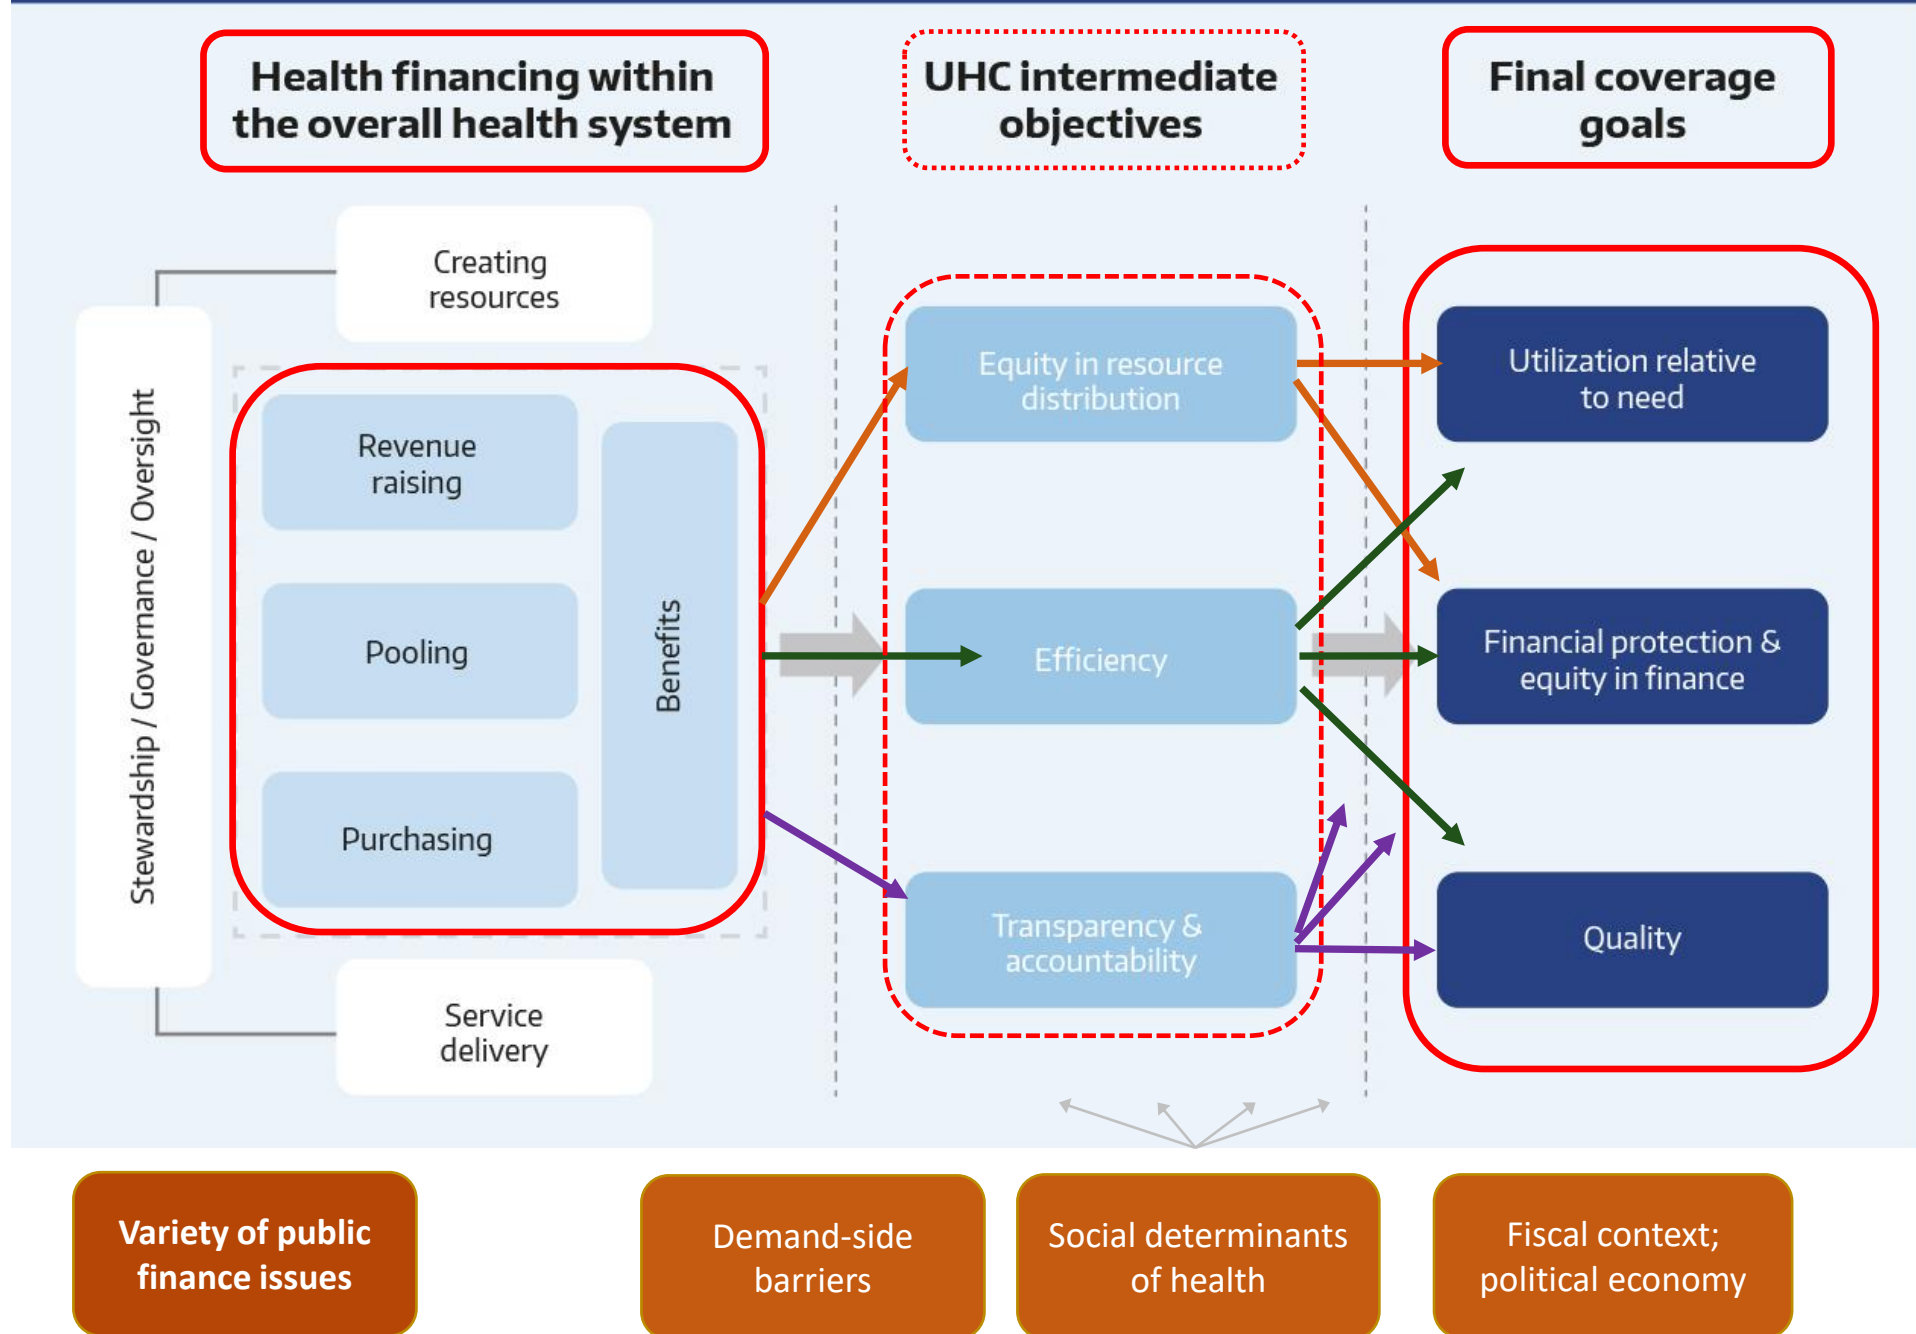 Health financing within
the overall health system
UHC intermediate
objectives
Final coverage
goals
Creating
resources
Stewardship / Governance / Oversight
Revenue
raising
Pooling
Purchasing
Benefits
Service
delivery
Equity in resource
distribution
Efficiency
Transparency &
accountability
Utilization relative
to need
Financial protection &
equity in finance
Quality
Variety of public
finance issues
Demand-side
barriers
Social determinants
of health
Fiscal context;
political economy